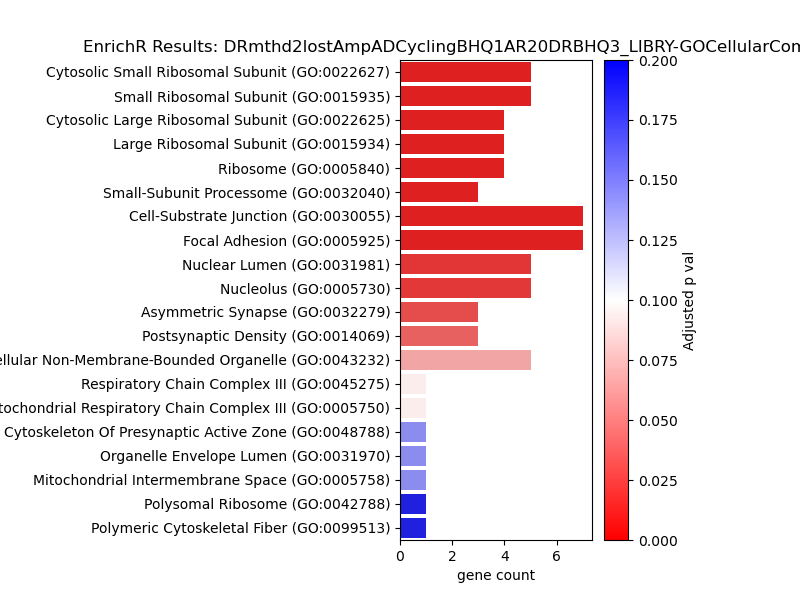 EnrichR Results: DRmthd2lostAmpADCyclingBHQ1AR20DRBHQ3_LIBRY-GOCellularCom
Cytosolic Small Ribosomal Subunit (GO:0022627)
Small Ribosomal Subunit (GO:0015935)
Cytosolic Large Ribosomal Subunit (GO:0022625)
Large Ribosomal Subunit (GO:0015934)
Ribosome (GO:0005840)
Small-Subunit Processome (GO:0032040)
Cell-Substrate Junction (GO:0030055)
Focal Adhesion (GO:0005925)
Nuclear Lumen (GO:0031981)
Nucleolus (GO:0005730)
Asymmetric Synapse (GO:0032279)
Postsynaptic Density (GO:0014069)
ellular Non-Membrane-Bounded Organelle (GO:0043232)
Respiratory Chain Complex III (GO:0045275)
tochondrial Respiratory Chain Complex III (GO:0005750)
Cytoskeleton Of Presynaptic Active Zone (GO:0048788)
Organelle Envelope Lumen (GO:0031970)
Mitochondrial Intermembrane Space (GO:0005758)
Polysomal Ribosome (GO:0042788)
Polymeric Cytoskeletal Fiber (GO:0099513)
0 2 4 6
gene count
0.200
0.175
0.150
0.125
0.100
0.075
0.050
0.025
0.000
Adjusted p val